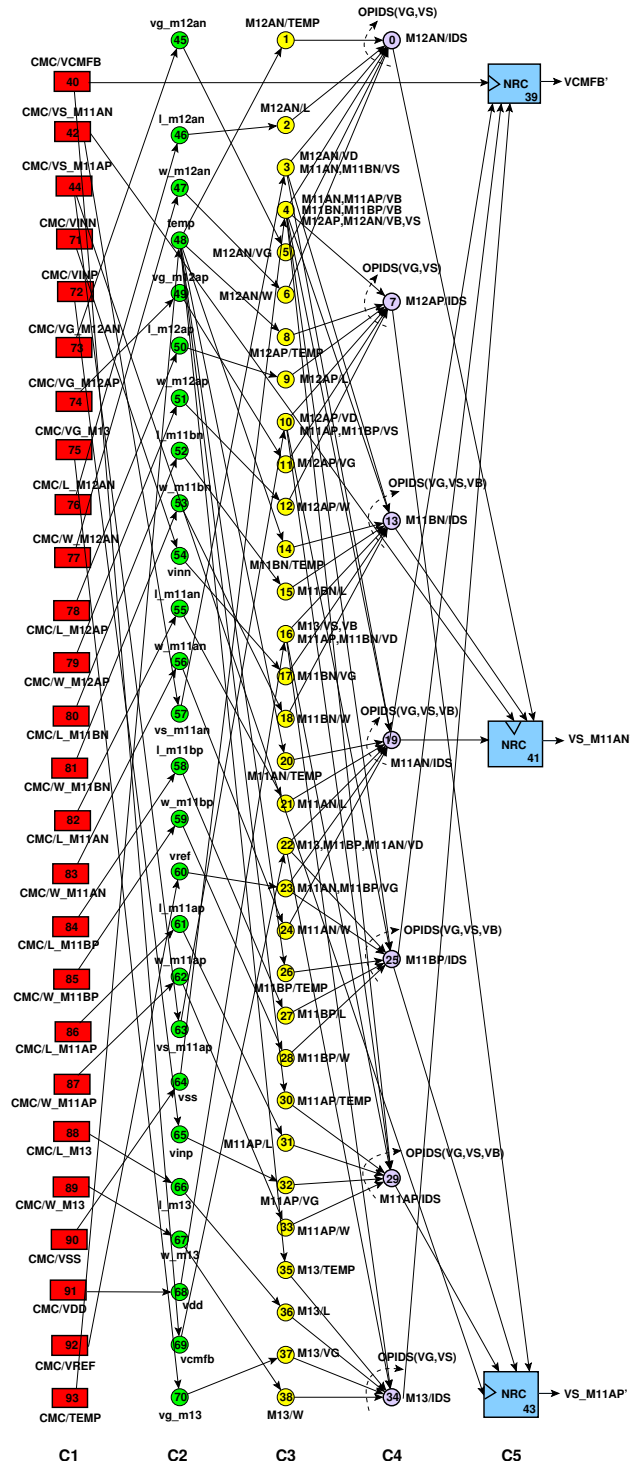 vg_m12an
45
M12AN/TEMP
1
OPIDS(VG,VS)
0
M12AN/IDS
CMC/VCMFB
40
NRC
39
VCMFB'
CMC/VS_M11AN
42
l_m12an
46
M12AN/L
2
CMC/VS_M11AP
44
w_m12an
47
3
M12AN/VD
M11AN,M11BN/VS
4
M11AN,M11AP/VB
M11BN,M11BP/VB
M12AP,M12AN/VB,VS
CMC/VINN
71
temp
48
M12AN/VG
5
CMC/VINP
72
vg_m12ap
49
M12AN/W
6
OPIDS(VG,VS)
7
M12AP/IDS
CMC/VG_M12AN
73
l_m12ap
50
8
M12AP/TEMP
9
M12AP/L
CMC/VG_M12AP
74
w_m12ap
51
10
M12AP/VD
M11AP,M11BP/VS
CMC/VG_M13
75
l_m11bn
52
11
M12AP/VG
CMC/L_M12AN
76
w_m11bn
53
12
M12AP/W
OPIDS(VG,VS,VB)
13
M11BN/IDS
CMC/W_M12AN
77
54
vinn
14
M11BN/TEMP
15
M11BN/L
78
CMC/L_M12AP
l_m11an
55
16
M13/VS,VB
M11AP,M11BN/VD
79
CMC/W_M12AP
w_m11an
56
17
M11BN/VG
80
CMC/L_M11BN
57
vs_m11an
18
M11BN/W
OPIDS(VG,VS,VB)
19
M11AN/IDS
NRC
41
VS_M11AN'
81
CMC/W_M11BN
l_m11bp
58
20
M11AN/TEMP
21
M11AN/L
82
CMC/L_M11AN
w_m11bp
59
22
M13,M11BP,M11AN/VD
83
CMC/W_M11AN
vref
60
23
M11AN,M11BP/VG
84
CMC/L_M11BP
l_m11ap
61
24
M11AN/W
OPIDS(VG,VS,VB)
25
M11BP/IDS
85
CMC/W_M11BP
w_m11ap
62
26
M11BP/TEMP
86
CMC/L_M11AP
63
vs_m11ap
27
M11BP/L
87
CMC/W_M11AP
64
vss
28
M11BP/W
30
M11AP/TEMP
88
CMC/L_M13
65
vinp
M11AP/L
31
OPIDS(VG,VS,VB)
29
M11AP/IDS
89
CMC/W_M13
66
l_m13
32
M11AP/VG
33
M11AP/W
90
CMC/VSS
67
w_m13
35
M13/TEMP
91
CMC/VDD
68
vdd
36
M13/L
92
CMC/VREF
69
vcmfb
37
M13/VG
OPIDS(VG,VS)
34
M13/IDS
93
CMC/TEMP
70
vg_m13
38
M13/W
NRC
43
VS_M11AP'
C1
C2
C3
C4
C5